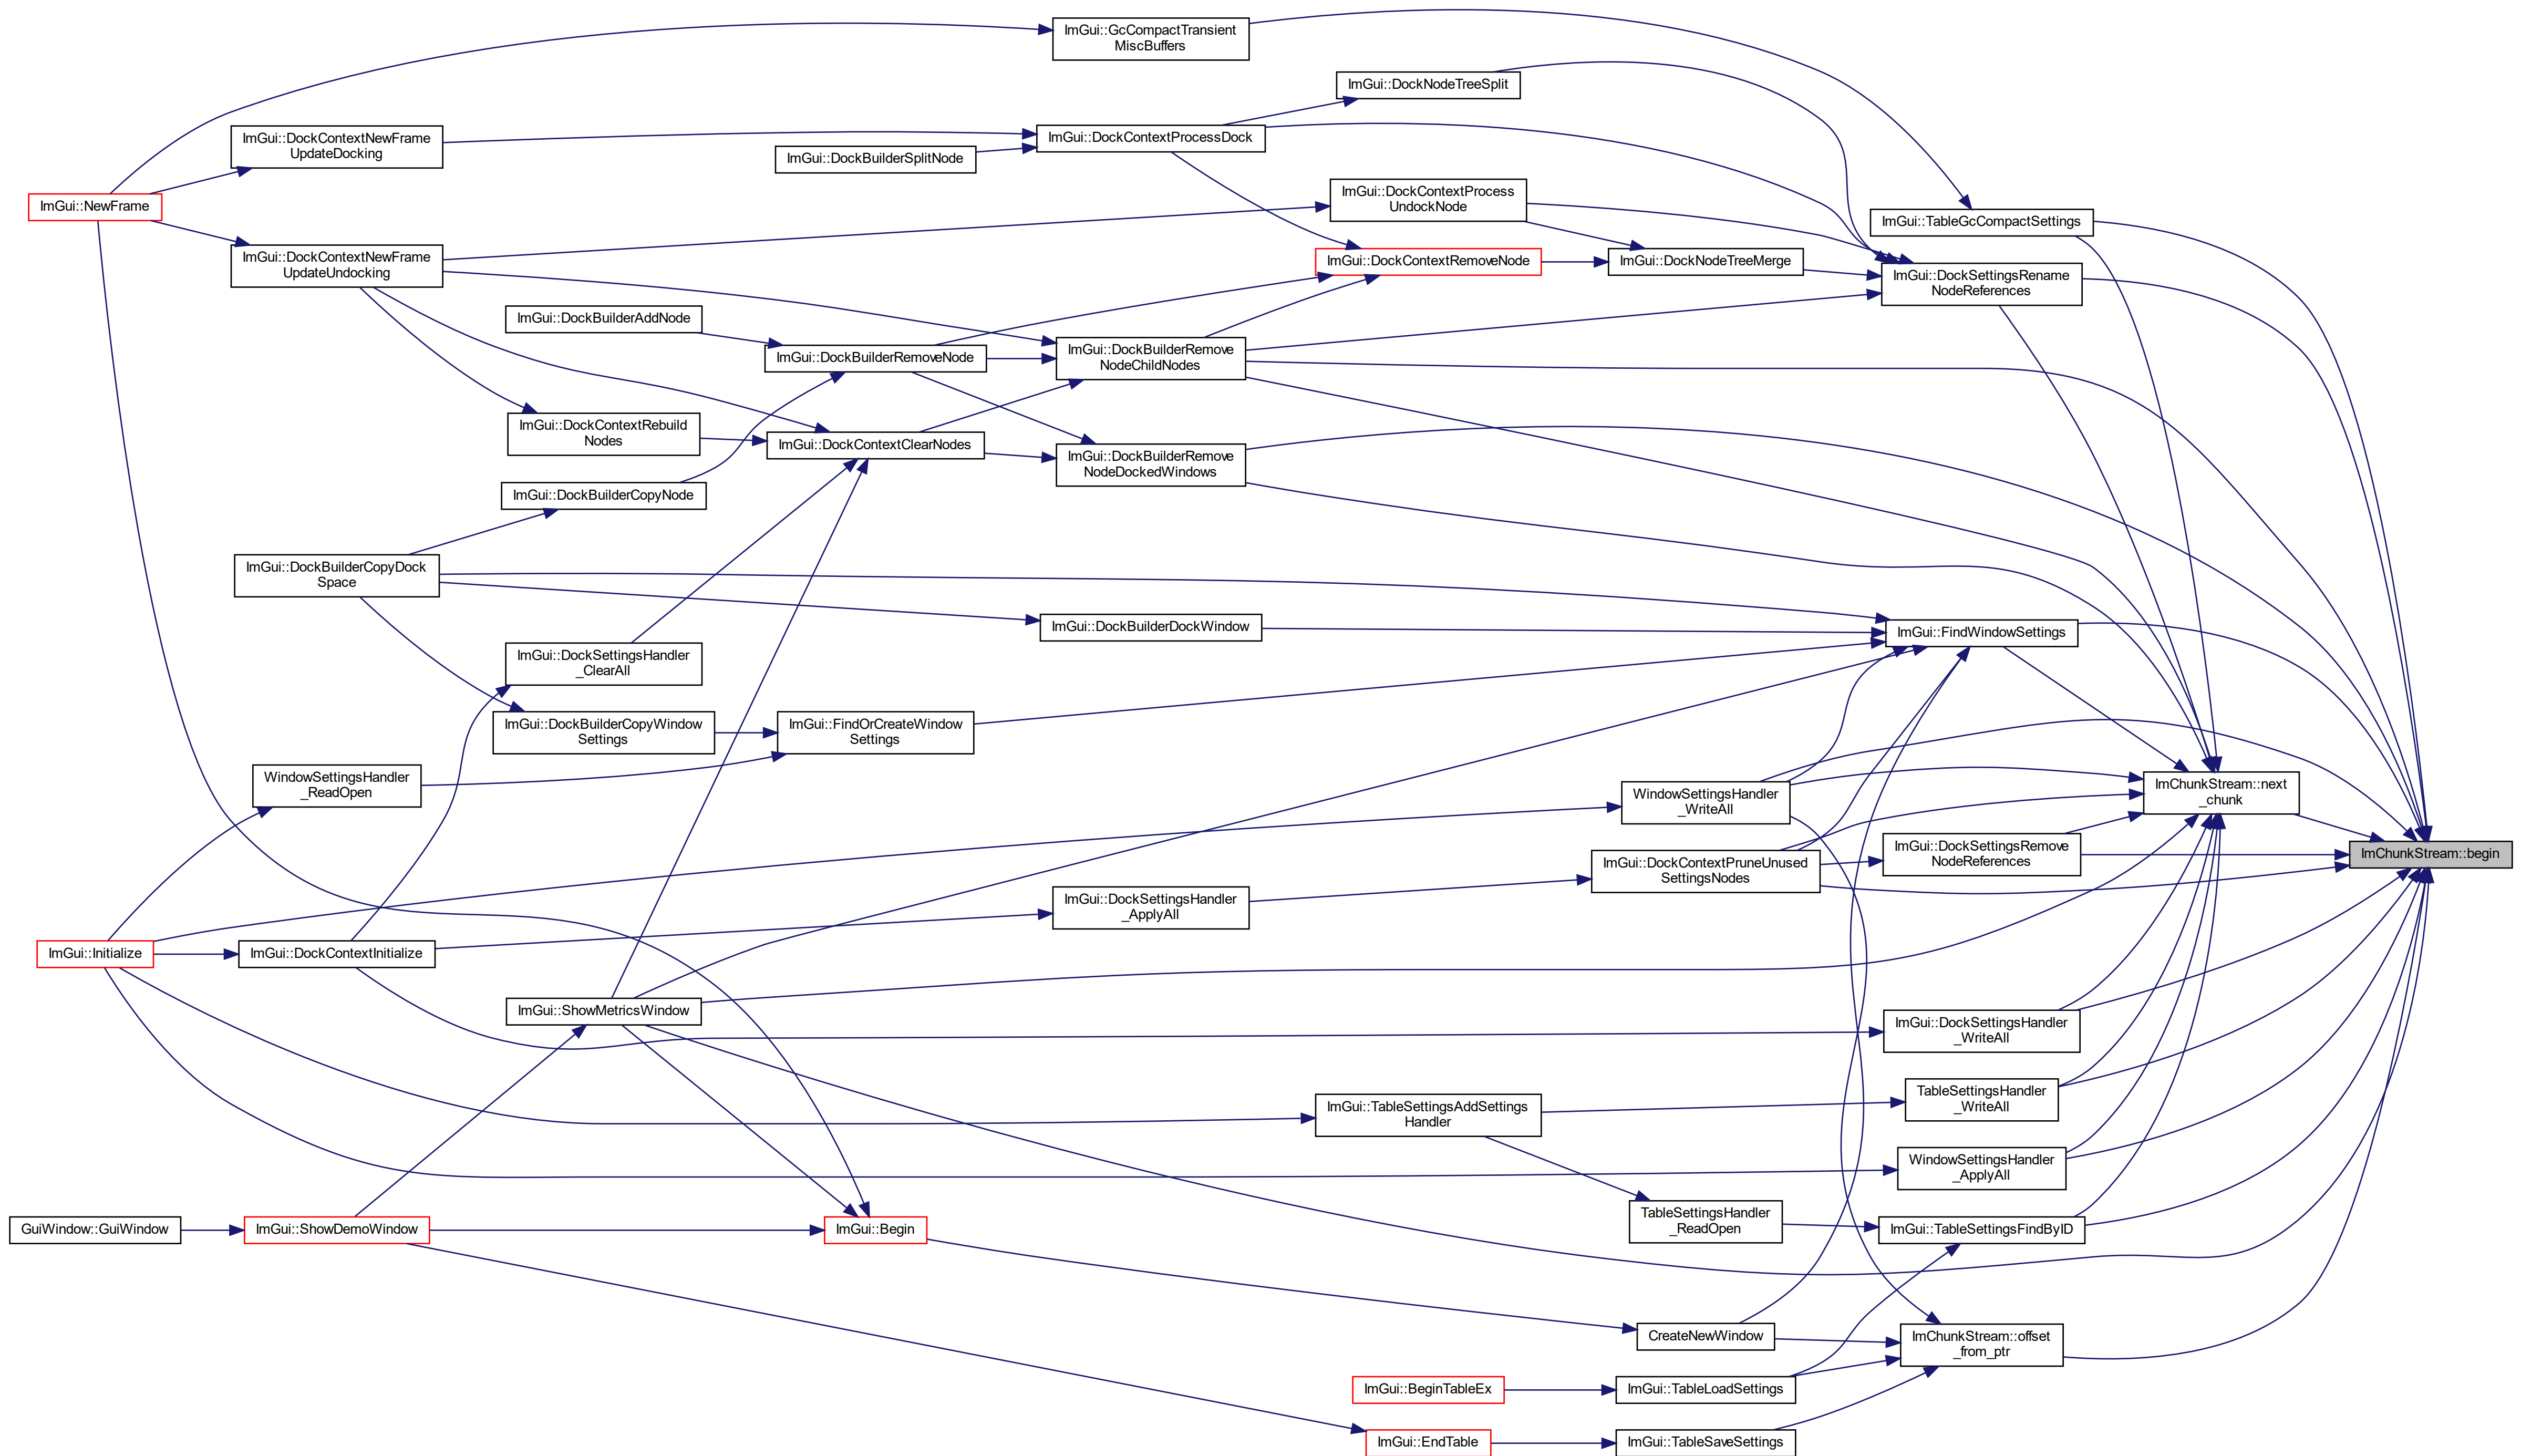 ImGui::GcCompactTransient
MiscBuffers
ImGui::DockNodeTreeSplit
ImGui::DockContextNewFrame
UpdateDocking
ImGui::DockContextProcessDock
ImGui::DockBuilderSplitNode
ImGui::NewFrame
ImGui::DockContextProcess
UndockNode
ImGui::TableGcCompactSettings
ImGui::DockContextNewFrame
UpdateUndocking
ImGui::DockContextRemoveNode
ImGui::DockNodeTreeMerge
ImGui::DockSettingsRename
NodeReferences
ImGui::DockBuilderAddNode
ImGui::DockBuilderRemoveNode
ImGui::DockBuilderRemove
NodeChildNodes
ImGui::DockContextRebuild
Nodes
ImGui::DockContextClearNodes
ImGui::DockBuilderRemove
NodeDockedWindows
ImGui::DockBuilderCopyNode
ImGui::DockBuilderCopyDock
Space
ImGui::DockBuilderDockWindow
ImGui::FindWindowSettings
ImGui::DockSettingsHandler
_ClearAll
ImGui::DockBuilderCopyWindow
Settings
ImGui::FindOrCreateWindow
Settings
WindowSettingsHandler
_ReadOpen
WindowSettingsHandler
_WriteAll
ImChunkStream::next
_chunk
ImGui::DockSettingsRemove
NodeReferences
ImChunkStream::begin
ImGui::DockContextPruneUnused
SettingsNodes
ImGui::DockSettingsHandler
_ApplyAll
ImGui::Initialize
ImGui::DockContextInitialize
ImGui::ShowMetricsWindow
ImGui::DockSettingsHandler
_WriteAll
ImGui::TableSettingsAddSettings
Handler
TableSettingsHandler
_WriteAll
WindowSettingsHandler
_ApplyAll
GuiWindow::GuiWindow
ImGui::ShowDemoWindow
ImGui::Begin
TableSettingsHandler
_ReadOpen
ImGui::TableSettingsFindByID
CreateNewWindow
ImChunkStream::offset
_from_ptr
ImGui::BeginTableEx
ImGui::TableLoadSettings
ImGui::EndTable
ImGui::TableSaveSettings